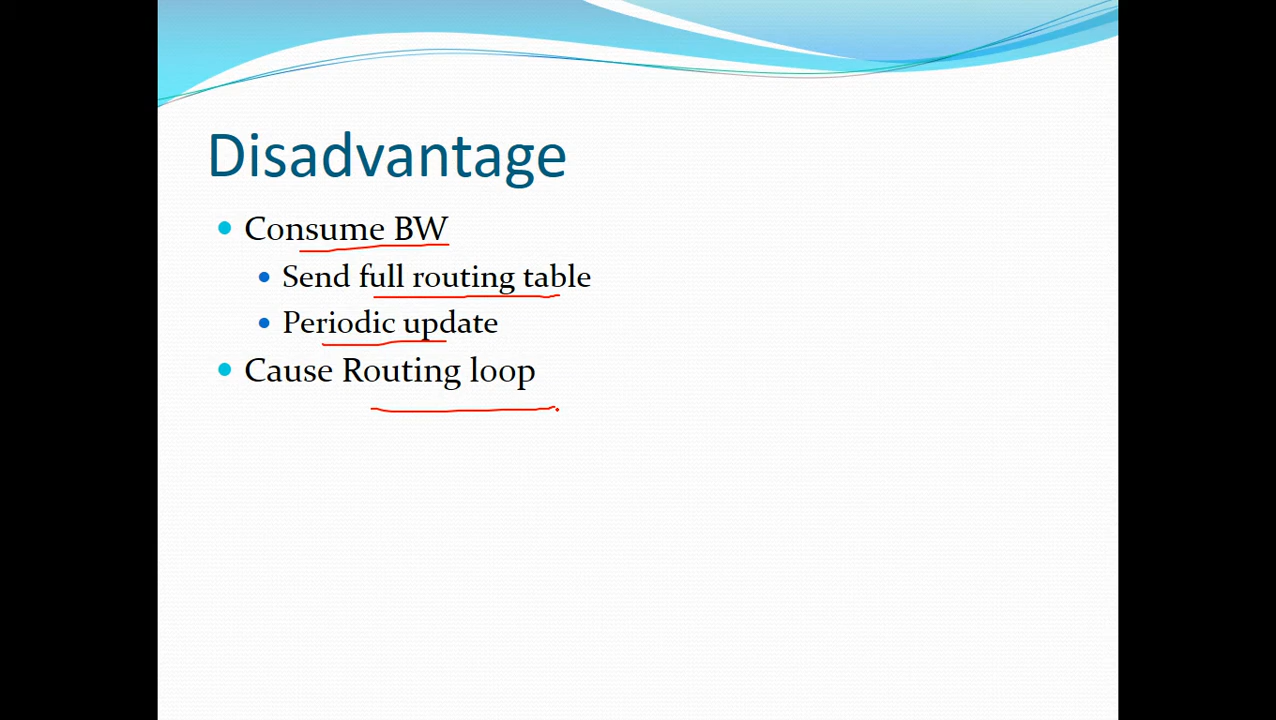 Disadvantage
Consume BW
Send full routing table
Periodic update
Cause Routing loop